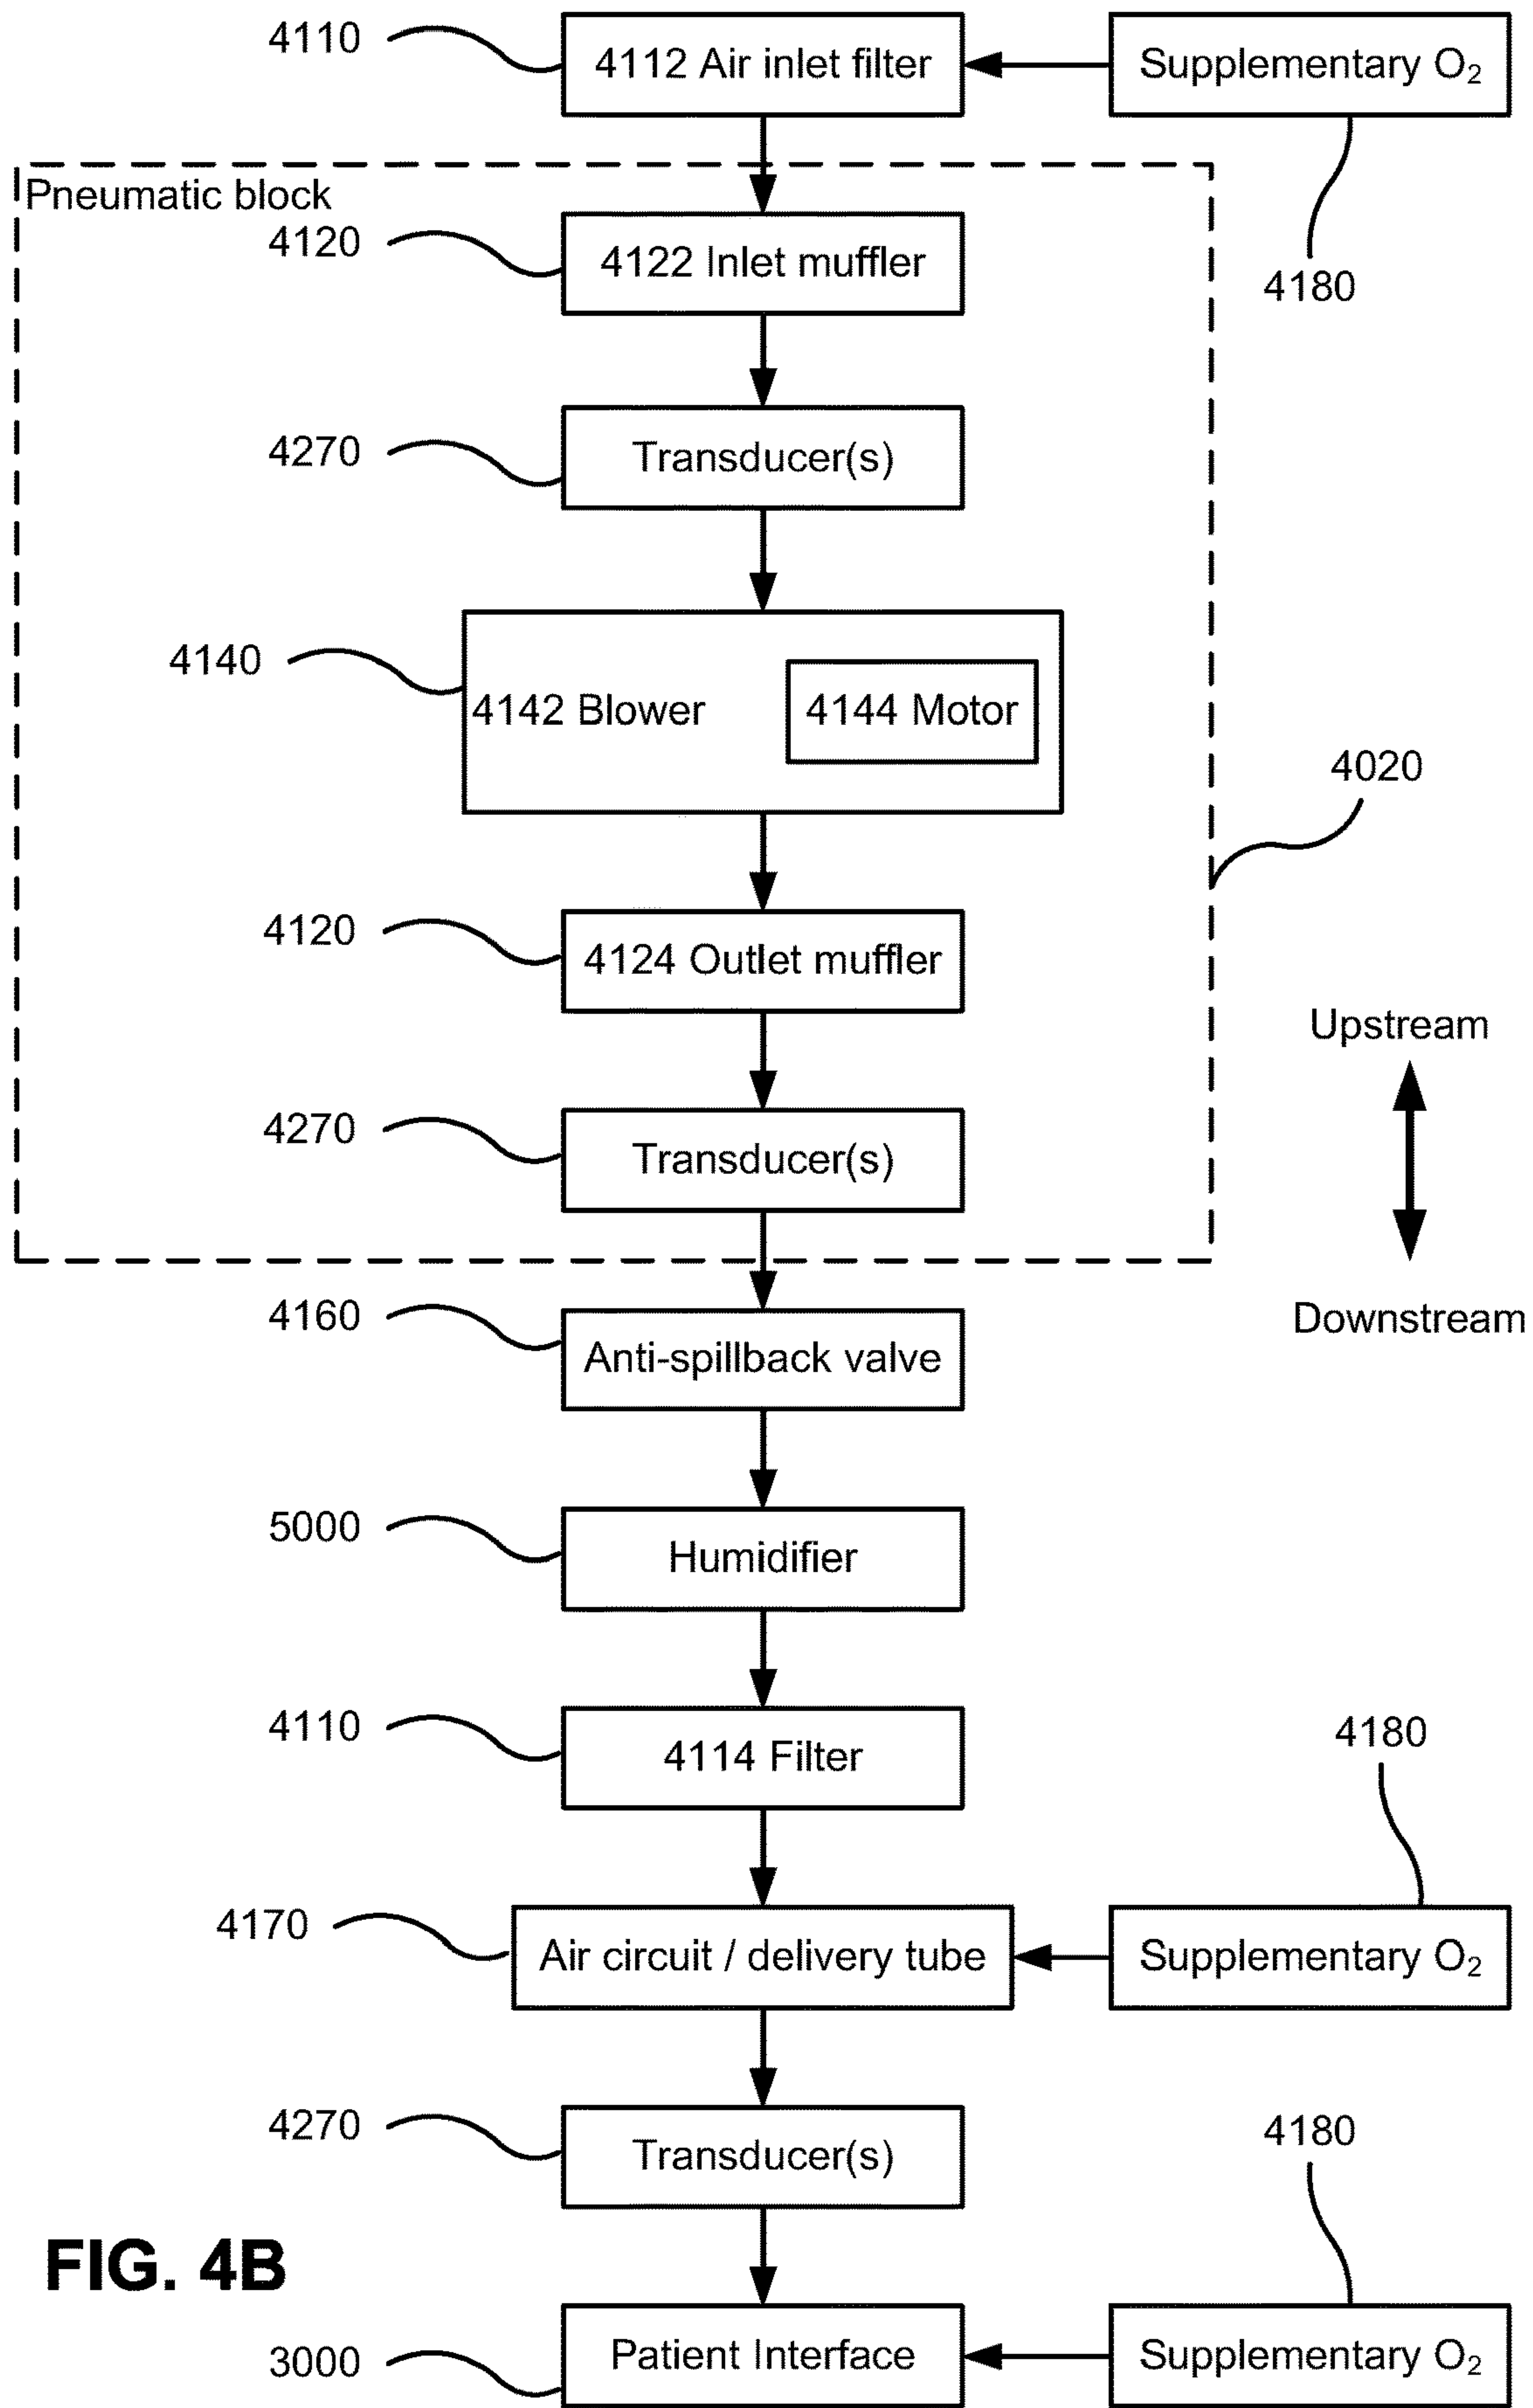 4110
4112 Air inlet filter
Supplementary O₂
Pneumatic block
4120
4122 Inlet muffler
4180
4270
Transducer(s)
4140
4142 Blower
4144 Motor
4020
4120
4124 Outlet muffler
Upstream
4270
Transducer(s)
4160
Anti-spillback valve
Downstream
5000
Humidifier
4110
4114 Filter
4180
4170
Air circuit / delivery tube
Supplementary O₂
4270
Transducer(s)
4180
FIG. 4B
3000
Patient Interface
Supplementary O₂